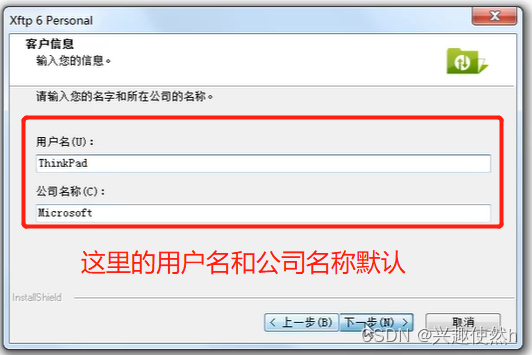 Xftp 6 Personal
客户信息
输入您的信息。
请输入您的名字和所在公司的名称。
用户名(U):
ThinkPad
公司名称(C):
Microsoft
这里的用户名和公司名称默认
InstallShield
< 上一步(B) 下一步(N) > 取消
CSDN @兴趣使然h